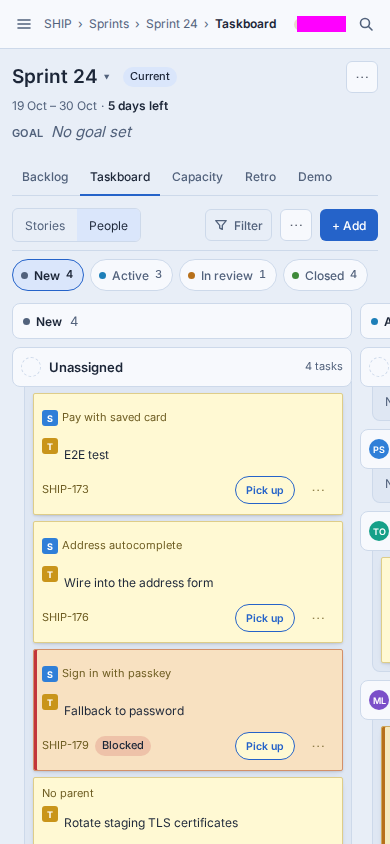 SHIP › Sprints › Sprint 24 › Taskboard
Sprint 24 ▾ Current ...
19 Oct – 30 Oct · 5 days left
GOAL No goal set
Backlog Taskboard Capacity Retro Demo
Stories People Filter ... + Add
New 4 Active 3 In review 1 Closed 4
New 4
Unassigned 4 tasks
S Pay with saved card
T E2E test
SHIP-173 Pick up ...
PS
S Address autocomplete
TO
T Wire into the address form
SHIP-176 Pick up ...
S Sign in with passkey
ML
T Fallback to password
SHIP-179 Blocked Pick up ...
No parent
T Rotate staging TLS certificates